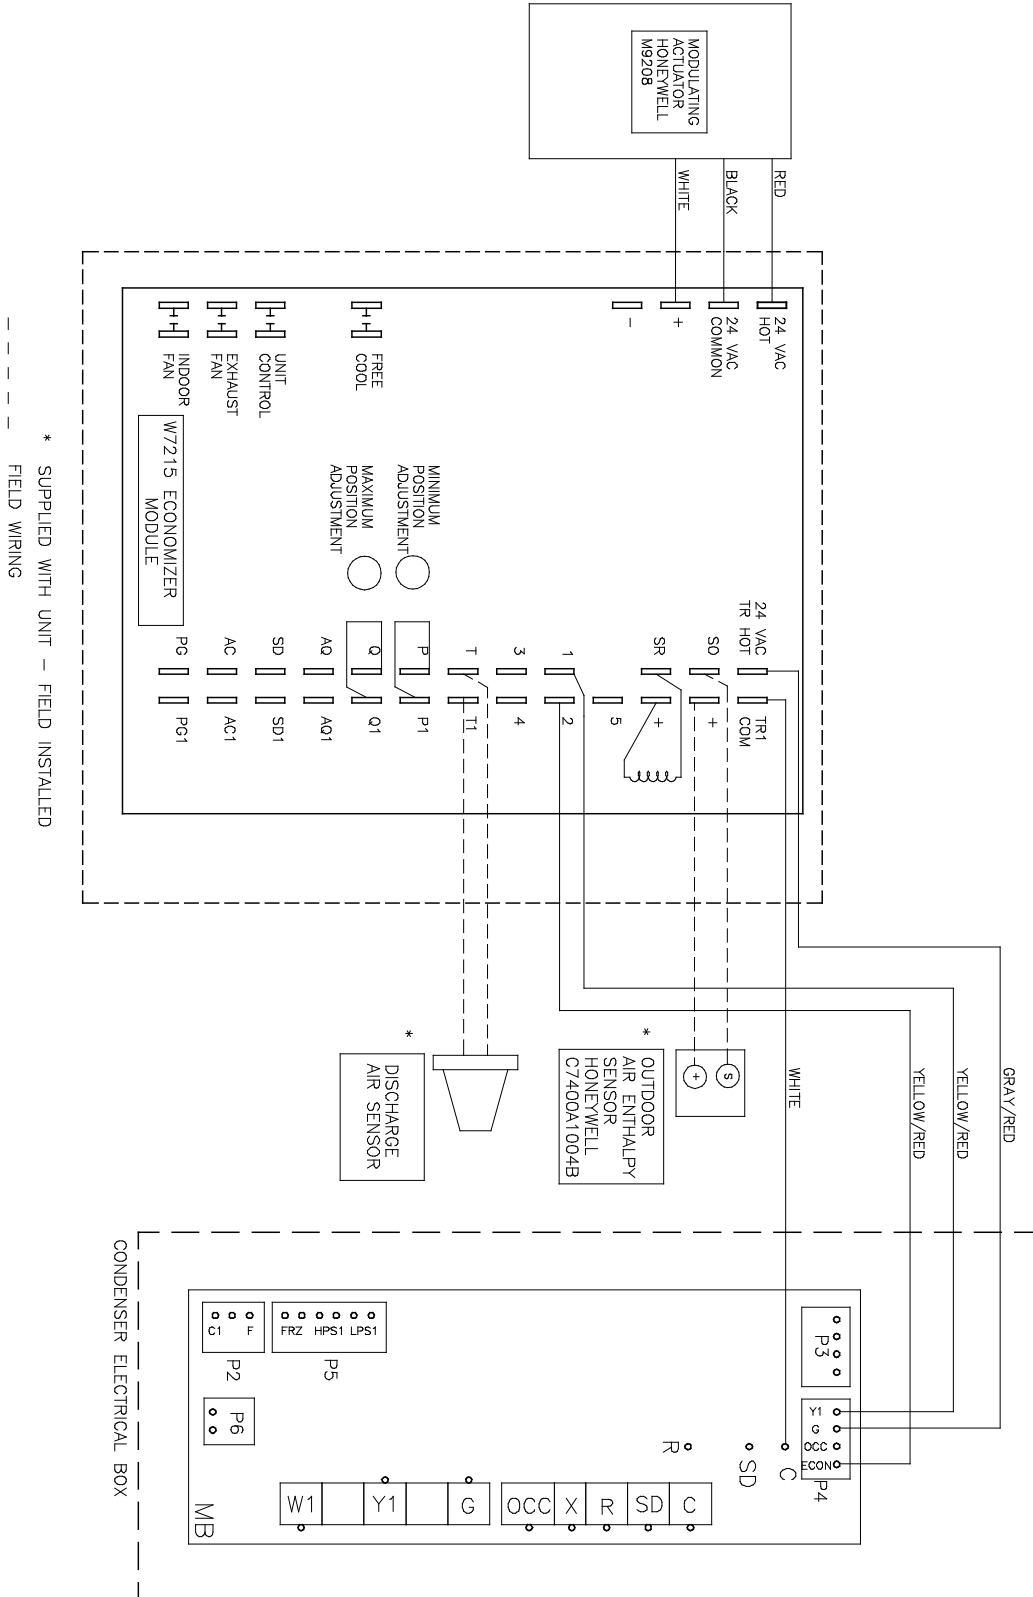 MODULATING
ACTUATOR
HONEYWELL
M9208
RED
BLACK
WHITE
24 VAC
HOT
24 VAC
COMMON
+
-
FREE
COOL
UNIT
CONTROL
EXHAUST
FAN
INDOOR
FAN
MINIMUM
POSITION
ADJUSTMENT
MAXIMUM
POSITION
ADJUSTMENT
W7215 ECONOMIZER
MODULE
24 VAC
TR HOT
TR1
COM
SO
+
SR
+
5
1
2
3
4
T
T1
P
P1
Q
Q1
AQ
AQ1
SD
SD1
AC
AC1
PG
PG1
* SUPPLIED WITH UNIT - FIELD INSTALLED
- - - - - FIELD WIRING
GRAY/RED
YELLOW/RED
YELLOW/RED
WHITE
S
+
*
OUTDOOR
AIR ENTHALPY
SENSOR
HONEYWELL
C7400A1004B
*
DISCHARGE
AIR SENSOR
CONDENSER ELECTRICAL BOX
P3
P4
Y1
G
OCC
ECON
C
SD
R
P5
LPS1
HPS1
FRZ
P2
F
C1
P6
C
SD
R
X
OCC
G
Y1
W1
MB